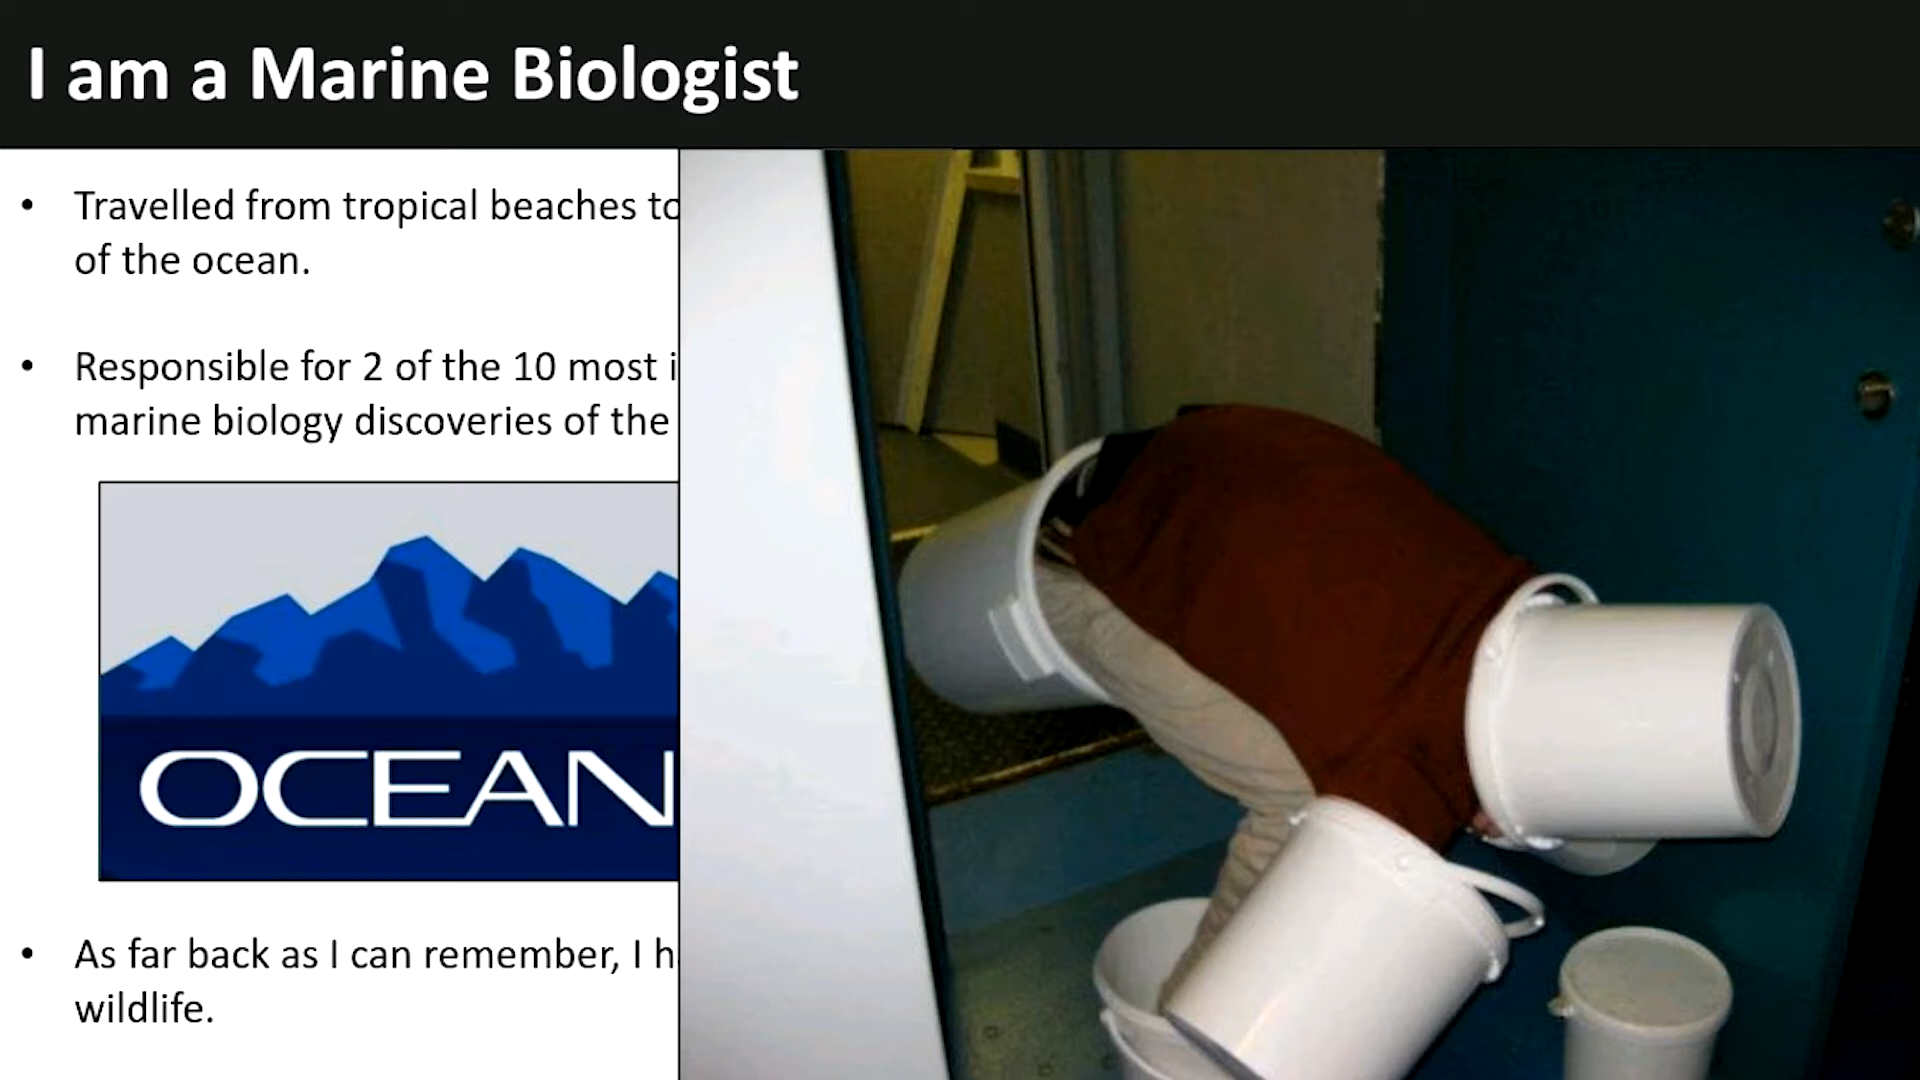 I am a Marine Biologist
• Travelled from tropical beaches to
of the ocean.
• Responsible for 2 of the 10 most i
marine biology discoveries of the
OCEAN
• As far back as I can remember, I h
wildlife.